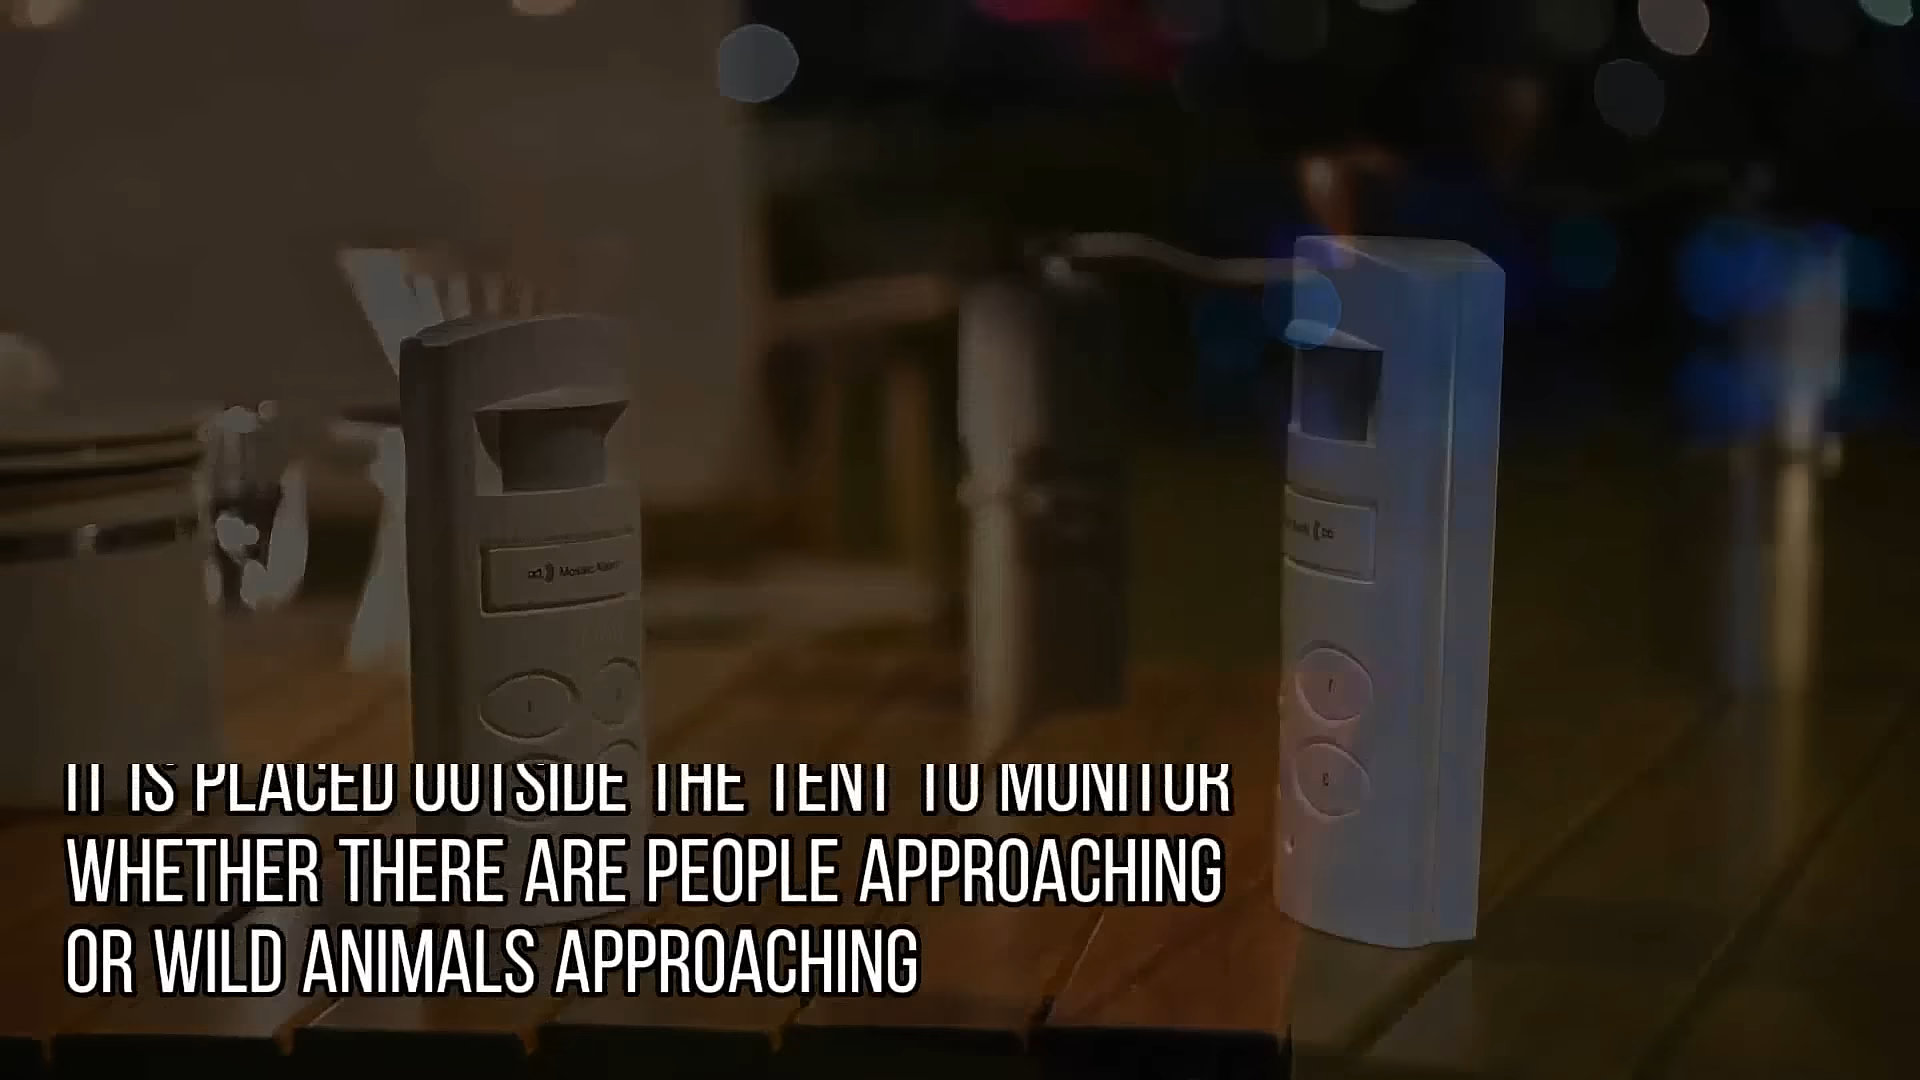 IT IS PLACED OUTSIDE THE TENT TO MONITOR
WHETHER THERE ARE PEOPLE APPROACHING
OR WILD ANIMALS APPROACHING